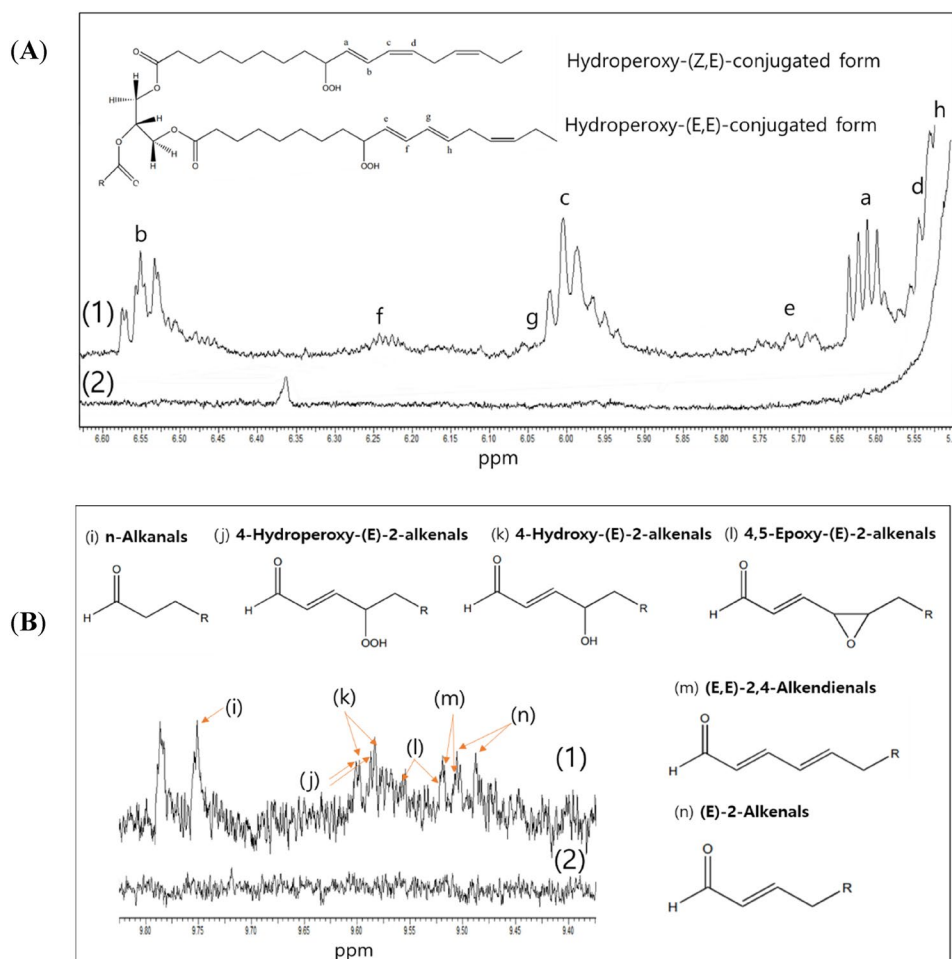 (A)
a
c
d
b
OOH
Hydroperoxy-(Z,E)-conjugated form
O
O
H
H
H
O
O
H
H
O
R
O
O
e
g
f
h
OOH
Hydroperoxy-(E,E)-conjugated form
h
d
c
a
b
(1)
f
g
e
(2)
6.60 6.55 6.50 6.45 6.40 6.35 6.30 6.25 6.20 6.15 6.10 6.05 6.00 5.95 5.90 5.85 5.80 5.75 5.70 5.65 5.60 5.55
ppm
(B)
(i) n-Alkanals
(j) 4-Hydroperoxy-(E)-2-alkenals
(k) 4-Hydroxy-(E)-2-alkenals
(l) 4,5-Epoxy-(E)-2-alkenals
O
H
R
O
H
R
OOH
O
H
R
OH
O
H
R
O
(i)
(k)
(m)
(n)
(l)
(j)
(1)
(2)
9.80 9.75 9.70 9.65 9.60 9.55 9.50 9.45 9.40
ppm
(m) (E,E)-2,4-Alkendienals
O
H
R
(n) (E)-2-Alkenals
O
H
R